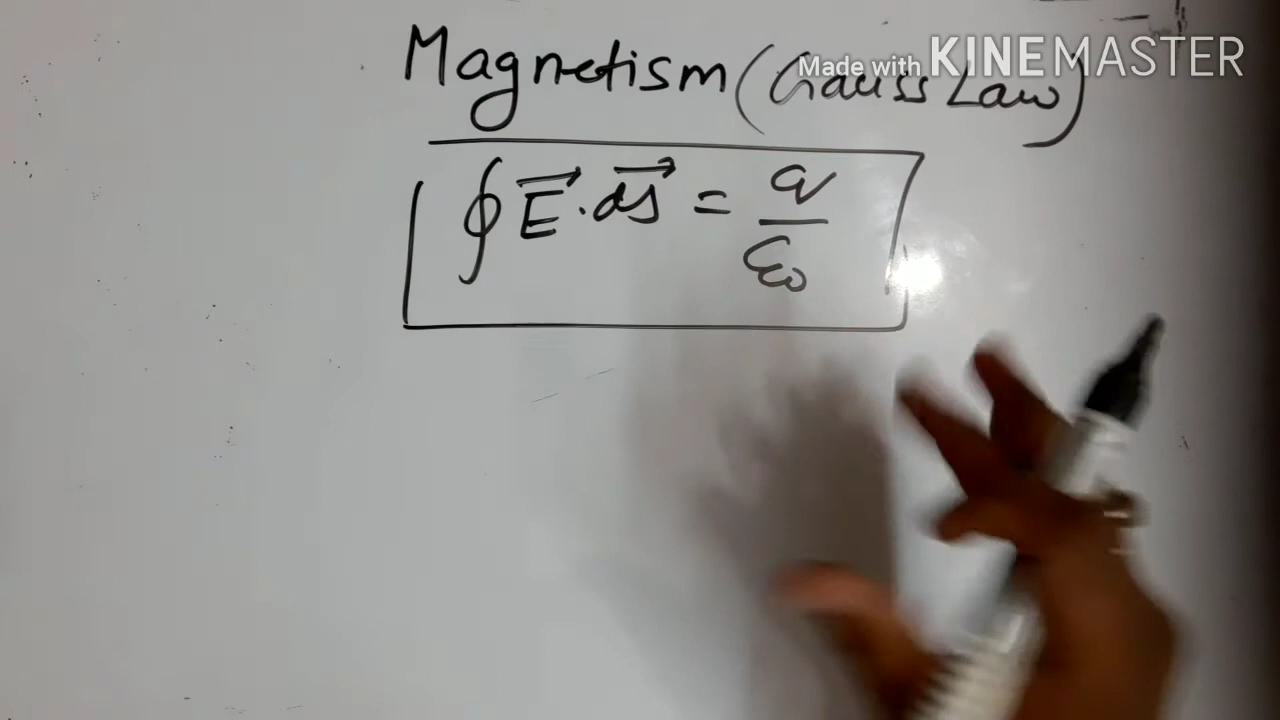 Made with KINEMASTER
Magnetism (Gauss Law)
∮ E⃗ . ds⃗ = q/ε₀